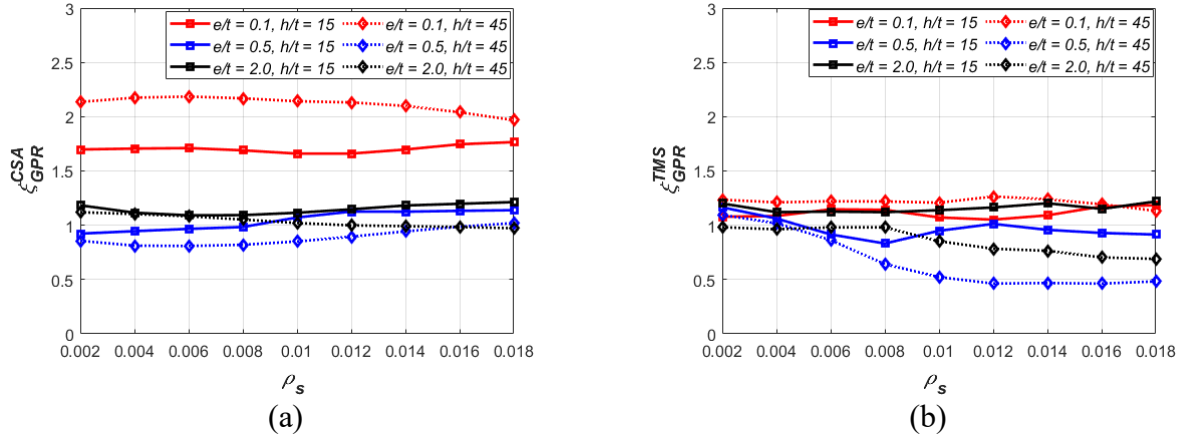 3
2.5
2
1.5
1
0.5
0
e/t = 0.1, h/t = 15
e/t = 0.5, h/t = 15
e/t = 2.0, h/t = 15
e/t = 0.1, h/t = 45
e/t = 0.5, h/t = 45
e/t = 2.0, h/t = 45
ξ_GPR^CSA
0.002 0.004 0.006 0.008 0.01 0.012 0.014 0.016 0.018
ρ_s
(a)
3
2.5
2
1.5
1
0.5
0
e/t = 0.1, h/t = 15
e/t = 0.5, h/t = 15
e/t = 2.0, h/t = 15
e/t = 0.1, h/t = 45
e/t = 0.5, h/t = 45
e/t = 2.0, h/t = 45
ξ_GPR^TMS
0.002 0.004 0.006 0.008 0.01 0.012 0.014 0.016 0.018
ρ_s
(b)